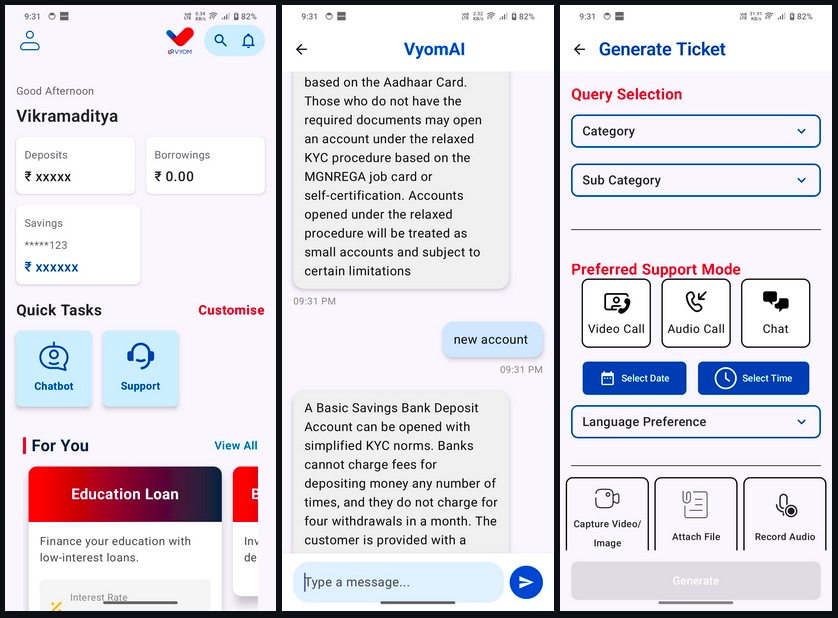 9:31
82%
VYOM
Good Afternoon
Vikramaditya
Deposits
₹ xxxxx
Borrowings
₹ 0.00
Savings
*****123
₹ xxxxxx
Quick Tasks
Customise
Chatbot
Support
For You
View All
Education Loan
B
Finance your education with
low-interest loans.
Inv
de
Interest Rate
9:31
82%
VyomAI
based on the Aadhaar Card.
Those who do not have the
required documents may open
an account under the relaxed
KYC procedure based on the
MGNREGA job card or
self-certification. Accounts
opened under the relaxed
procedure will be treated as
small accounts and subject to
certain limitations
09:31 PM
new account
09:31 PM
A Basic Savings Bank Deposit
Account can be opened with
simplified KYC norms. Banks
cannot charge fees for
depositing money any number of
times, and they do not charge for
four withdrawals in a month. The
customer is provided with a
Type a message...
9:31
82%
Generate Ticket
Query Selection
Category
Sub Category
Preferred Support Mode
Video Call
Audio Call
Chat
Select Date
Select Time
Language Preference
Capture Video/
Image
Attach File
Record Audio
Generate